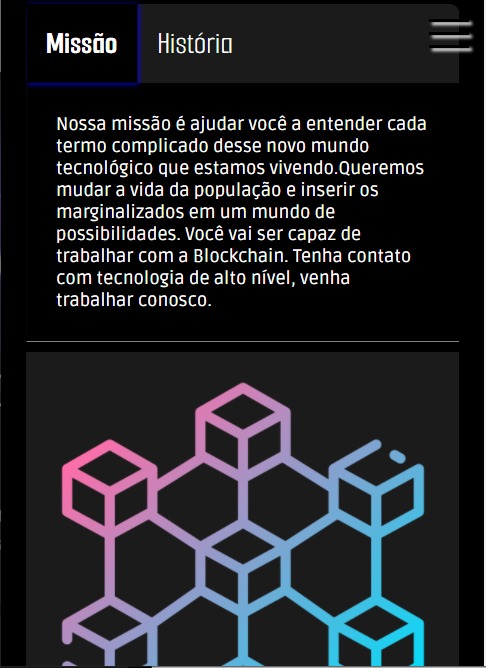 Missão História
Nossa missão é ajudar você a entender cada
termo complicado desse novo mundo
tecnológico que estamos vivendo.Queremos
mudar a vida da população e inserir os
marginalizados em um mundo de
possibilidades. Você vai ser capaz de
trabalhar com a Blockchain. Tenha contato
com tecnologia de alto nível, venha
trabalhar conosco.